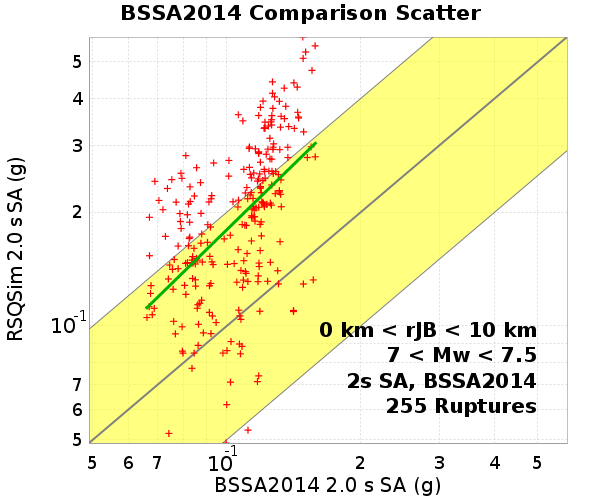 BSSA2014 Comparison Scatter
RSQSim 2.0 s SA (g)
5
4
3
2
10-1
7
6
5
0 km < rJB < 10 km
7 < Mw < 7.5
2s SA, BSSA2014
255 Ruptures
5 6 7 10-1 2 3 4 5
BSSA2014 2.0 s SA (g)